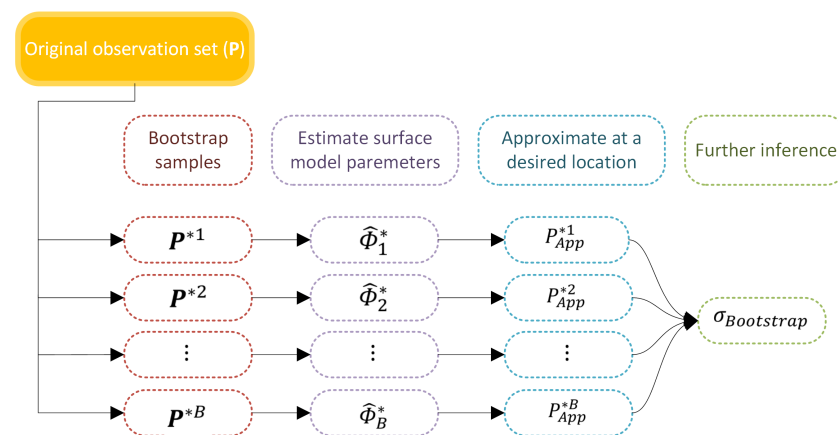 Original observation set (P)
Bootstrap
samples
Estimate surface
model paremeters
Approximate at a
desired location
Further inference
P*1
Φ̂*1
P*1App
P*2
Φ̂*2
P*2App
σBootstrap
⋮
⋮
⋮
P*B
Φ̂*B
P*BApp